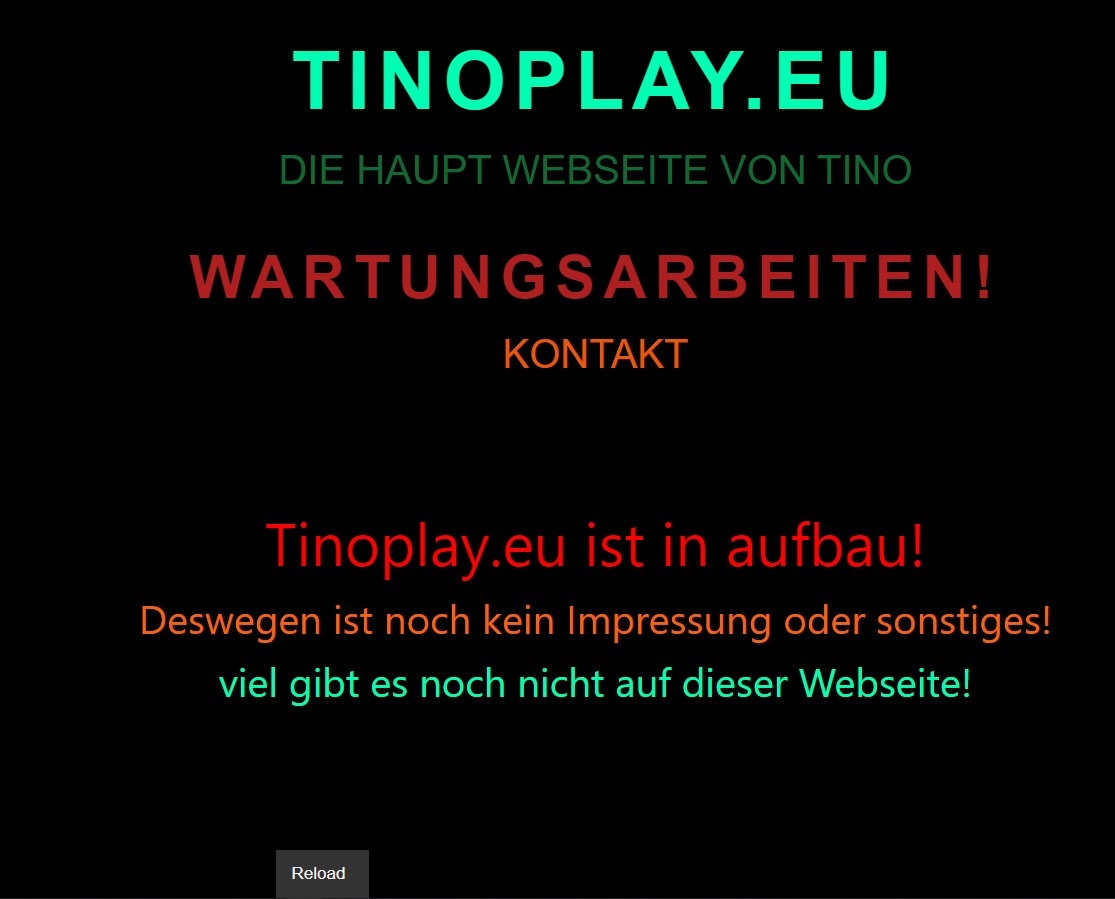 TINOPLAY.EU
DIE HAUPT WEBSEITE VON TINO
WARTUNGSARBEITEN!
KONTAKT
Tinoplay.eu ist in aufbau!
Deswegen ist noch kein Impressung oder sonstiges!
viel gibt es noch nicht auf dieser Webseite!
Reload